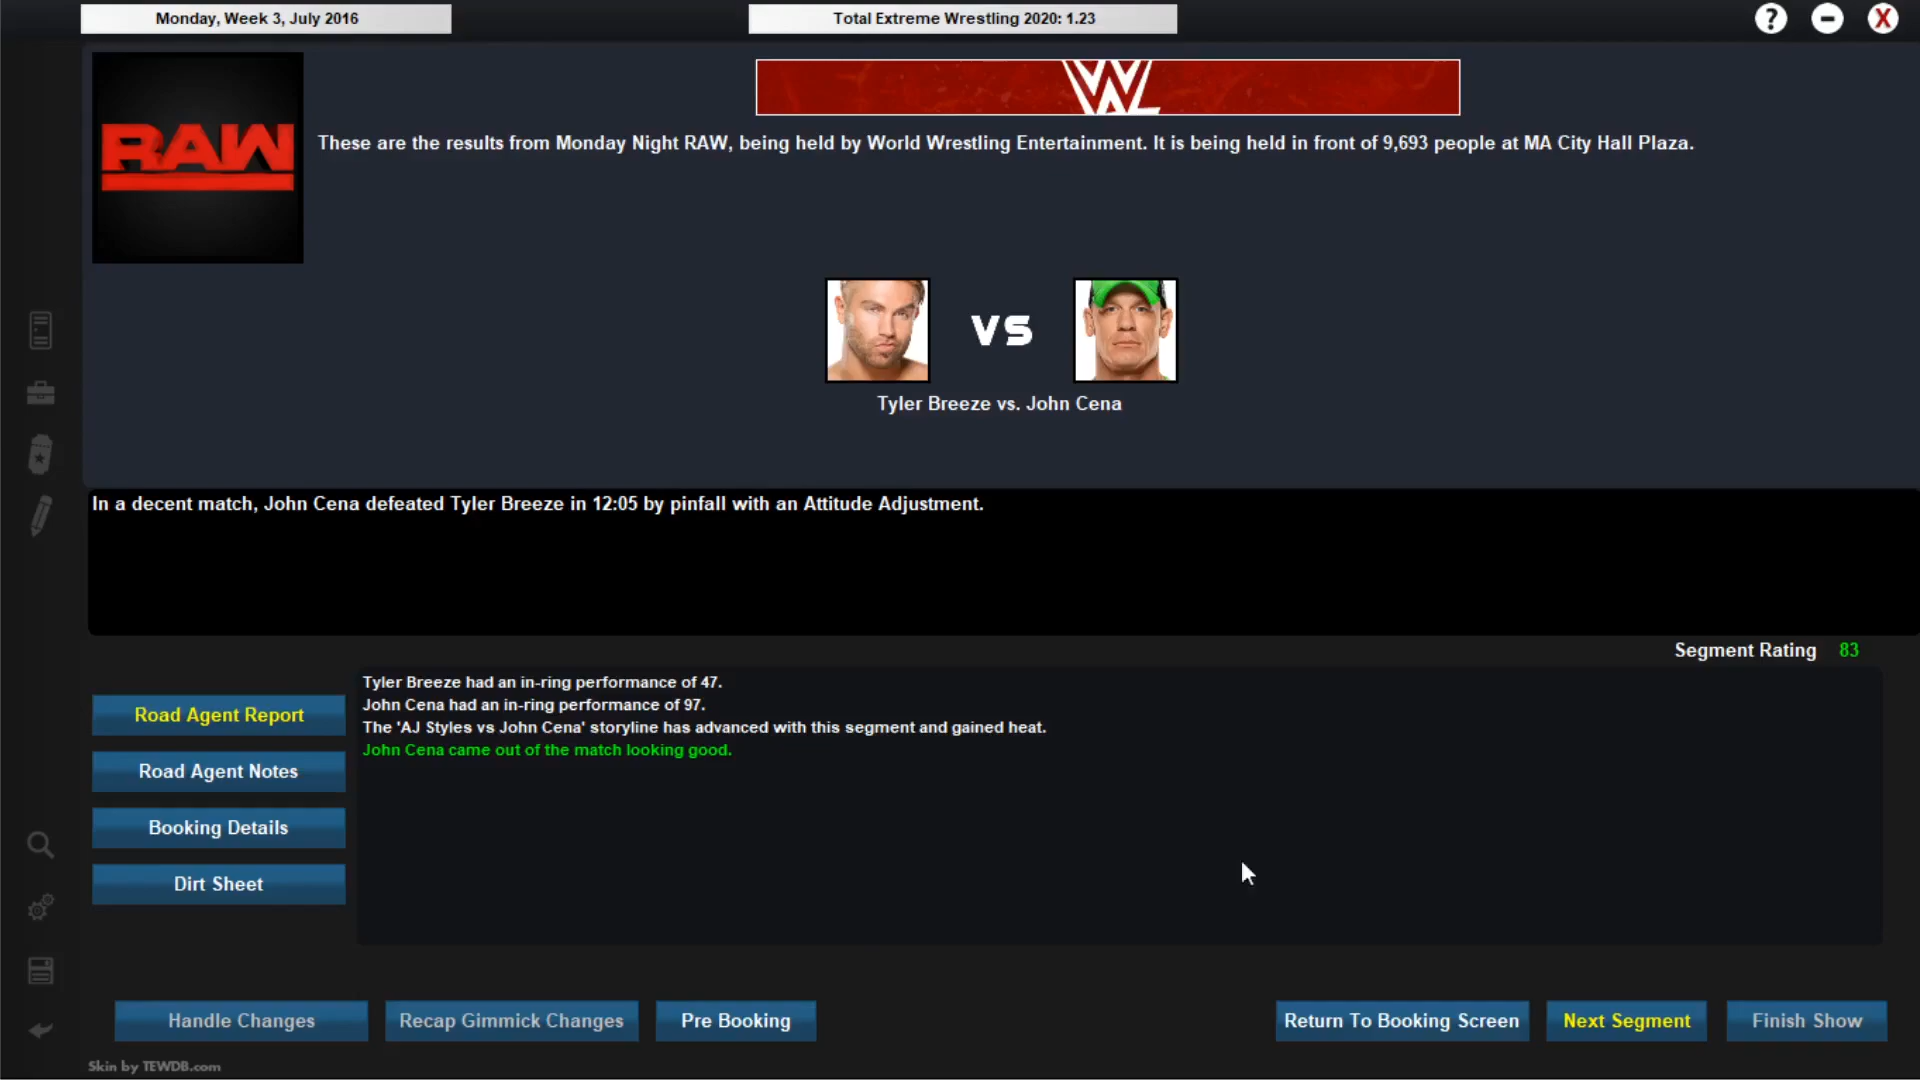 Monday, Week 3, July 2016
Total Extreme Wrestling 2020: 1.23
?
X
RAW
These are the results from Monday Night RAW, being held by World Wrestling Entertainment. It is being held in front of 9,693 people at MA City Hall Plaza.
VS
Tyler Breeze vs. John Cena
In a decent match, John Cena defeated Tyler Breeze in 12:05 by pinfall with an Attitude Adjustment.
Segment Rating 83
Road Agent Report
Road Agent Notes
Booking Details
Dirt Sheet
Tyler Breeze had an in-ring performance of 47.
John Cena had an in-ring performance of 97.
The 'AJ Styles vs John Cena' storyline has advanced with this segment and gained heat.
John Cena came out of the match looking good.
Handle Changes
Recap Gimmick Changes
Pre Booking
Return To Booking Screen
Next Segment
Finish Show
Skin by TEWDB.com